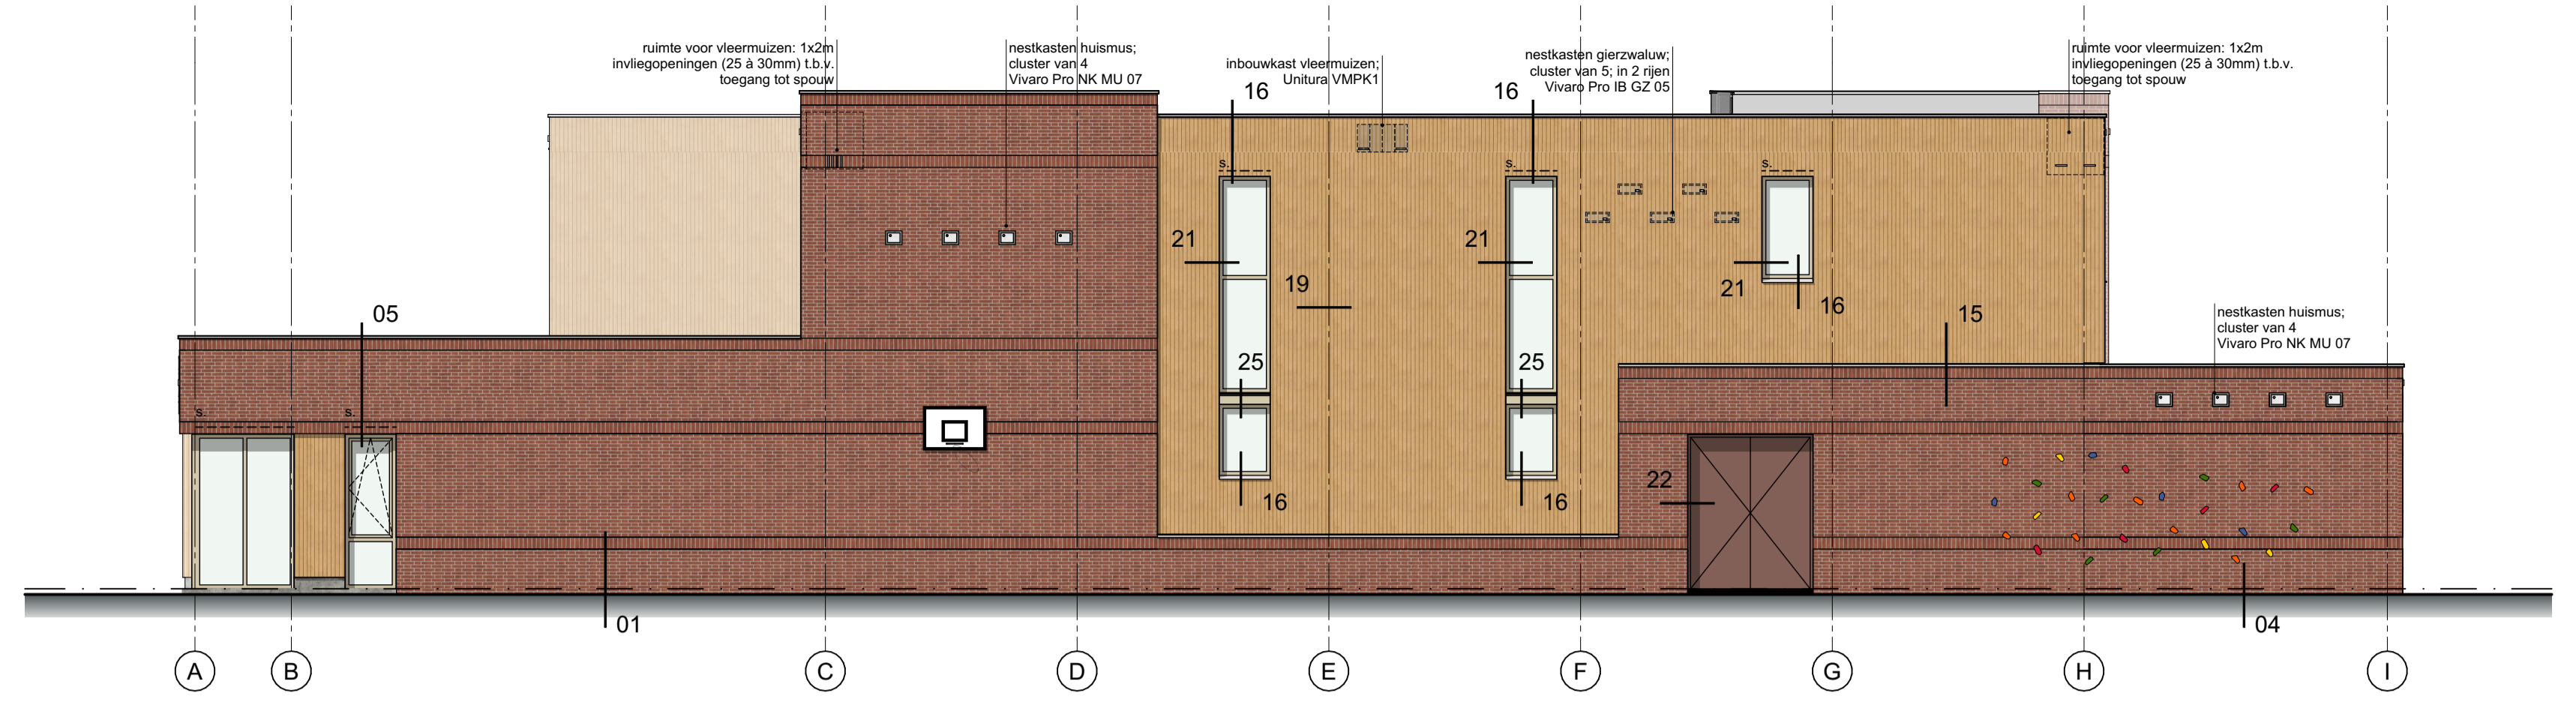 ruimte voor vleermuizen: 1x2m
invliegopeningen (25 à 30mm) t.b.v.
toegang tot spouw
nestkasten huismus;
cluster van 4
Vivaro Pro NK MU 07
inbouwkast vleermuizen;
Unitura VMPK1
nestkasten gierzwaluw;
cluster van 5; in 2 rijen
Vivaro Pro IB GZ 05
ruimte voor vleermuizen: 1x2m
invliegopeningen (25 à 30mm) t.b.v.
toegang tot spouw
16
16
s.
s.
s.
21
21
19
21
16
05
15
nestkasten huismus;
cluster van 4
Vivaro Pro NK MU 07
25
25
s.
s.
22
16
16
01
04
A
B
C
D
E
F
G
H
I